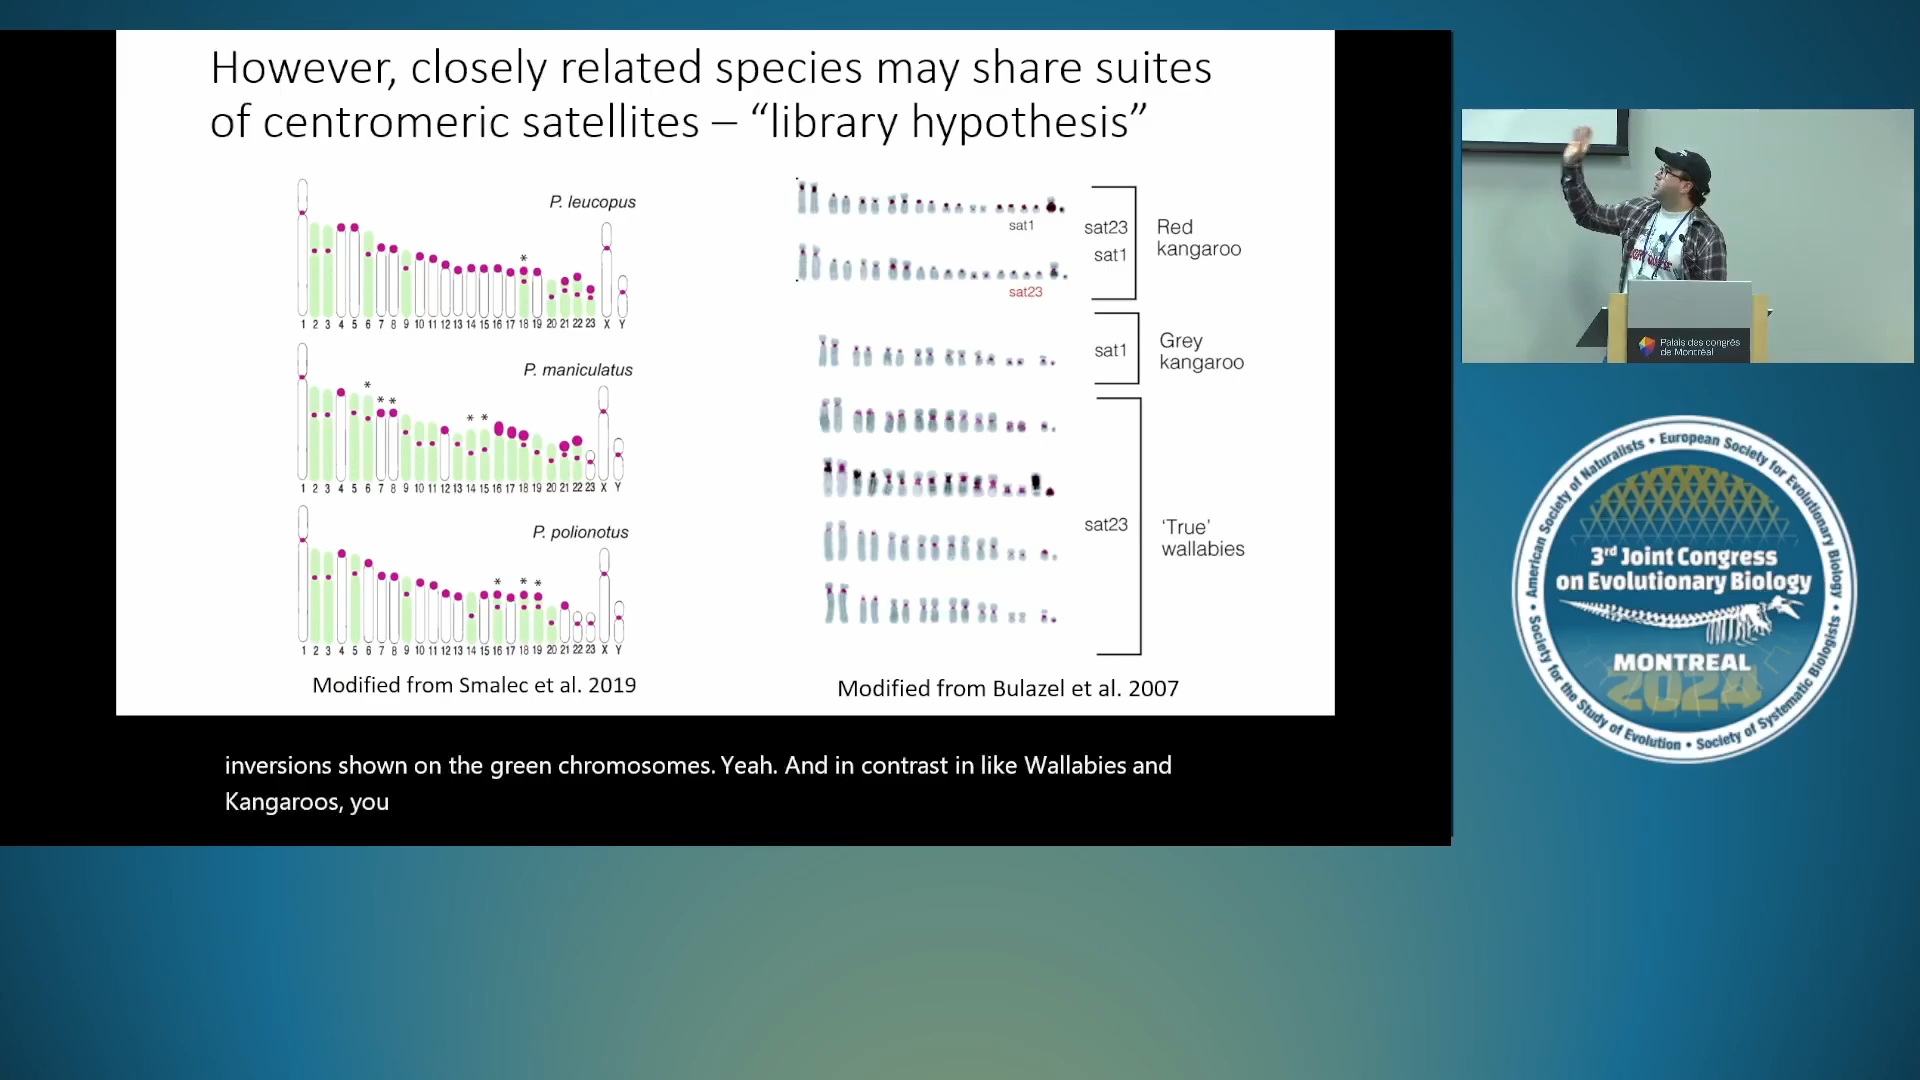 However, closely related species may share suites
of centromeric satellites – “library hypothesis”
P. leucopus
*
1 2 3 4 5 6 7 8 9 10 11 12 13 14 15 16 17 18 19 20 21 22 23 X Y
P. maniculatus
*
* *
* *
1 2 3 4 5 6 7 8 9 10 11 12 13 14 15 16 17 18 19 20 21 22 23 X Y
P. polionotus
* * *
1 2 3 4 5 6 7 8 9 10 11 12 13 14 15 16 17 18 19 20 21 22 23 X Y
Modified from Smalec et al. 2019
sat1
sat23
sat23
sat1
Red
kangaroo
sat1
Grey
kangaroo
sat23
‘True’
wallabies
Modified from Bulazel et al. 2007
inversions shown on the green chromosomes. Yeah. And in contrast in like Wallabies and
Kangaroos, you
Palais des congrès
de Montréal
American Society of Naturalists • European Society for Evolutionary Biology •
Society for the Study of Evolution • Society of Systematic Biologists •
3rd Joint Congress
on Evolutionary Biology
MONTREAL
2024